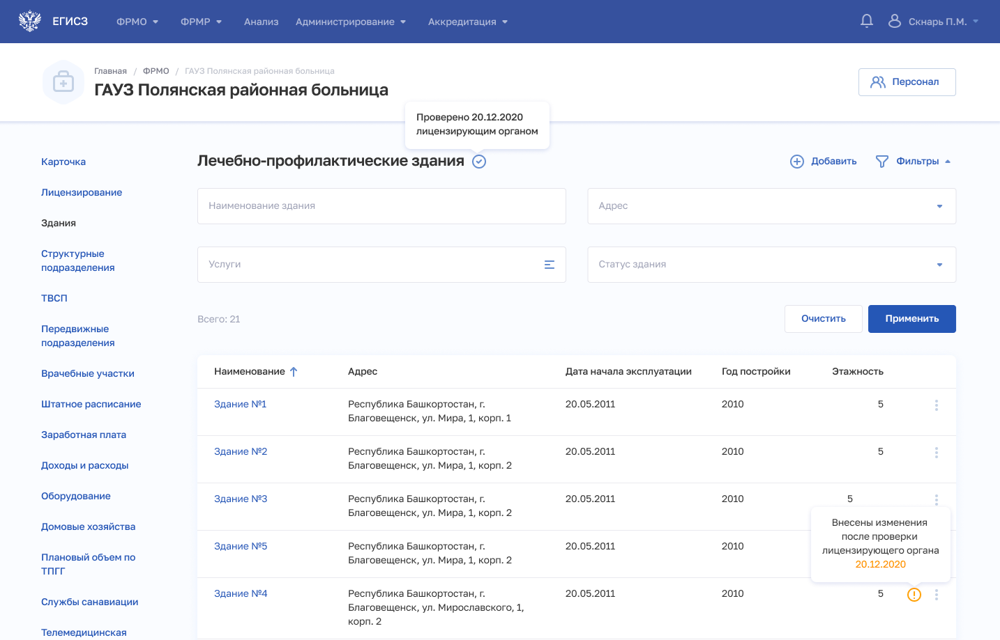 ЕГИСЗ
ФРМО
ФРМР
Анализ
Администрирование
Аккредитация
Скнарь П.М.
Главная / ФРМО / ГАУЗ Полянская районная больница
ГАУЗ Полянская районная больница
Персонал
Проверено 20.12.2020
лицензирующим органом
Карточка
Лицензирование
Здания
Структурные
подразделения
ТВСП
Передвижные
подразделения
Врачебные участки
Штатное расписание
Заработная плата
Доходы и расходы
Оборудование
Домовые хозяйства
Плановый объем по
ТПГГ
Службы санавиации
Телемедицинская
Лечебно-профилактические здания
Добавить
Фильтры
Наименование здания
Адрес
Услуги
Статус здания
Всего: 21
Очистить
Применить
Наименование
Адрес
Дата начала эксплуатации
Год постройки
Этажность
Здание №1
Республика Башкортостан, г.
Благовещенск, ул. Мира, 1, корп. 1
20.05.2011
2010
5
Здание №2
Республика Башкортостан, г.
Благовещенск, ул. Мира, 1, корп. 2
20.05.2011
2010
5
Здание №3
Республика Башкортостан, г.
Благовещенск, ул. Мира, 1, корп. 2
20.05.2011
2010
5
Здание №5
Республика Башкортостан, г.
Благовещенск, ул. Мира, 1, корп. 2
20.05.2011
2010
Внесены изменения
после проверки
лицензирующего органа
20.12.2020
Здание №4
Республика Башкортостан, г.
Благовещенск, ул. Мирославского, 1,
корп. 2
20.05.2011
2010
5